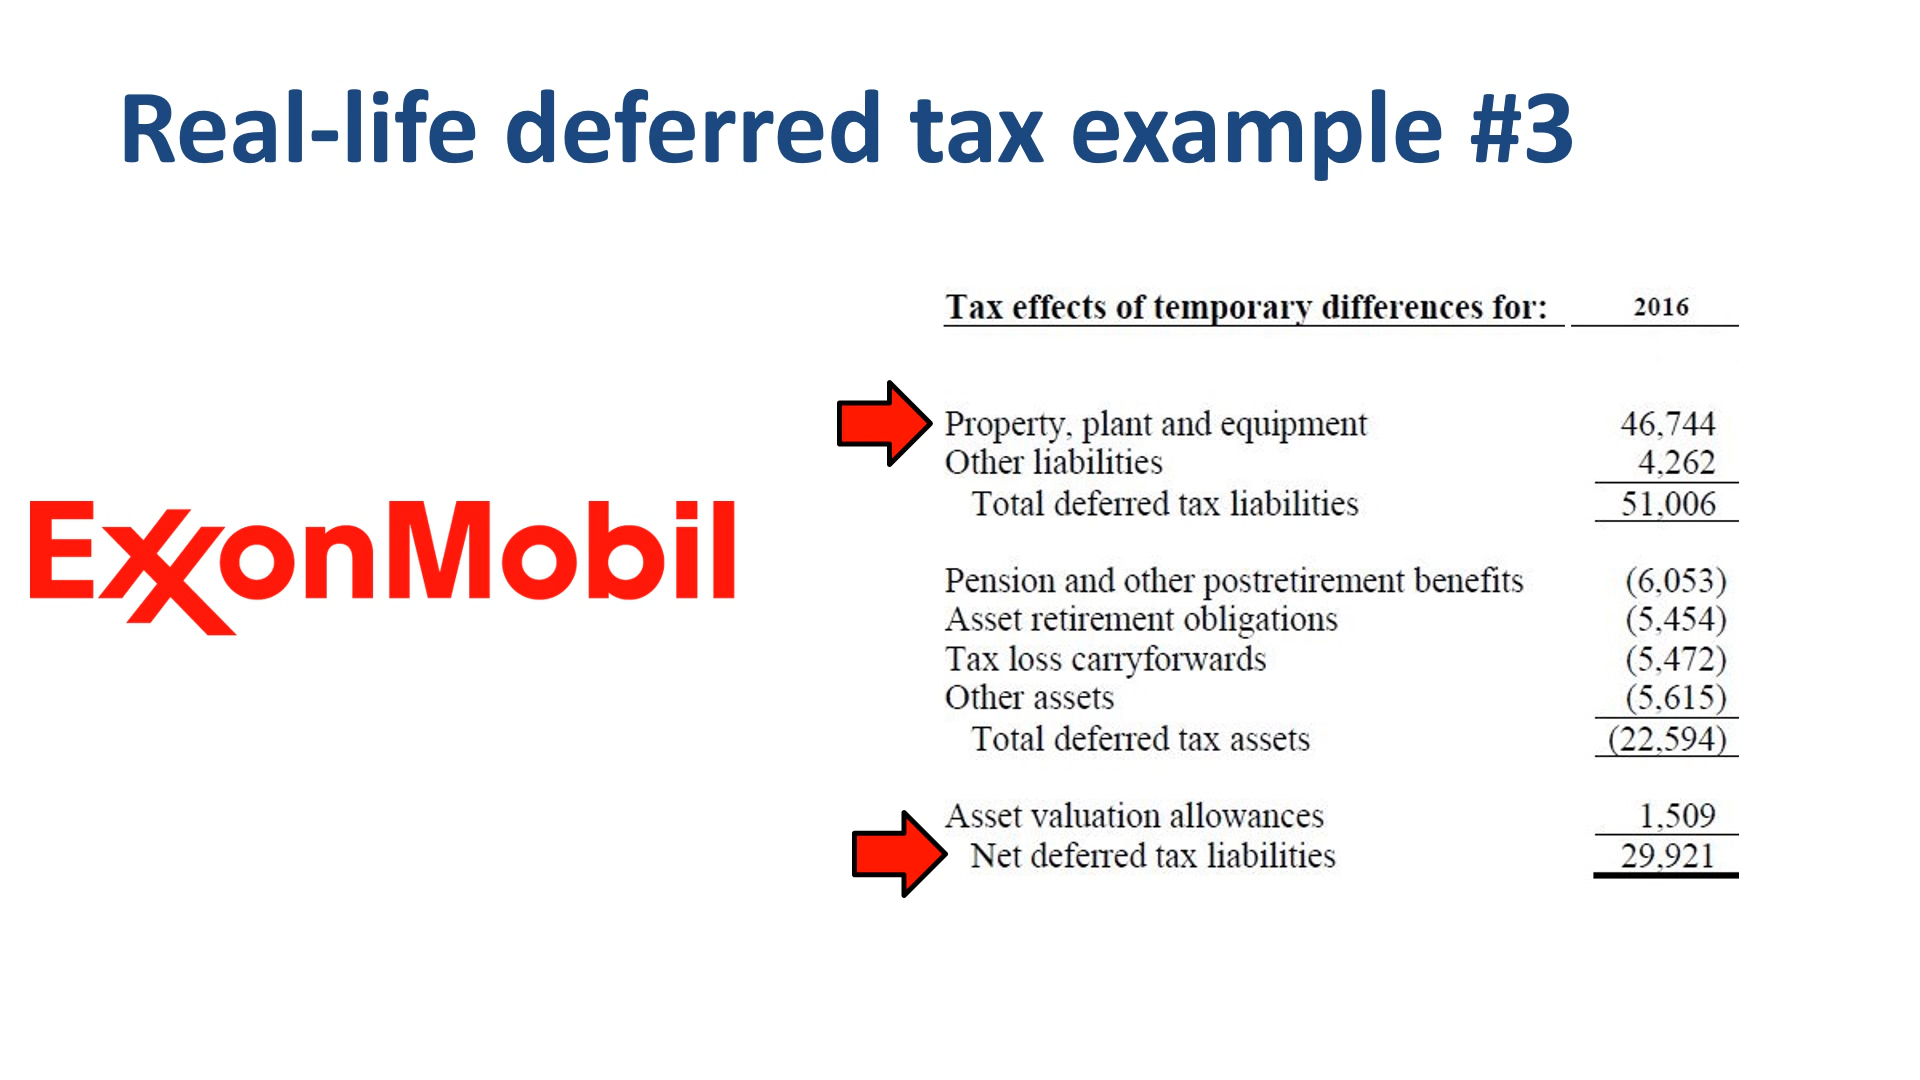 Real-life deferred tax example #3
Tax effects of temporary differences for: 2016
Property, plant and equipment 46,744
Other liabilities 4,262
Total deferred tax liabilities 51,006
ExxonMobil
Pension and other postretirement benefits (6,053)
Asset retirement obligations (5,454)
Tax loss carryforwards (5,472)
Other assets (5,615)
Total deferred tax assets (22,594)
Asset valuation allowances 1,509
Net deferred tax liabilities 29,921